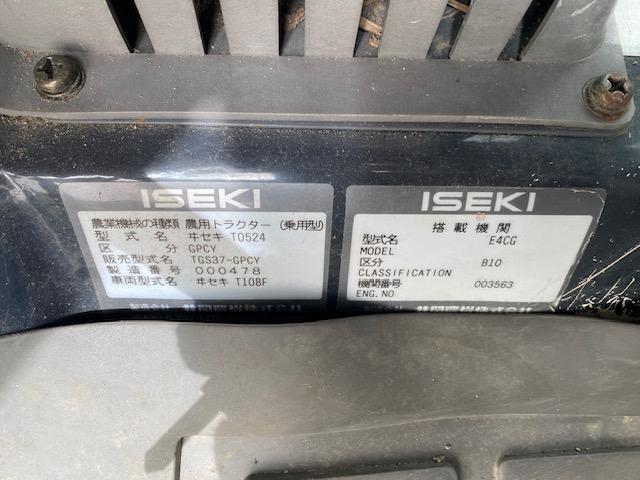 ISEKI
農業機械の種類 農用トラクター (乗用型)
型式名 ヰセキ T0524
区分 GPCY
販売型式名 TGS37-GPCY
製造番号 000478
車両型式名 ヰセキ T108F
ISEKI
搭載機関
型式名 E4CG
MODEL
区分 B10
CLASSIFICATION
機関番号 003563
ENG.NO